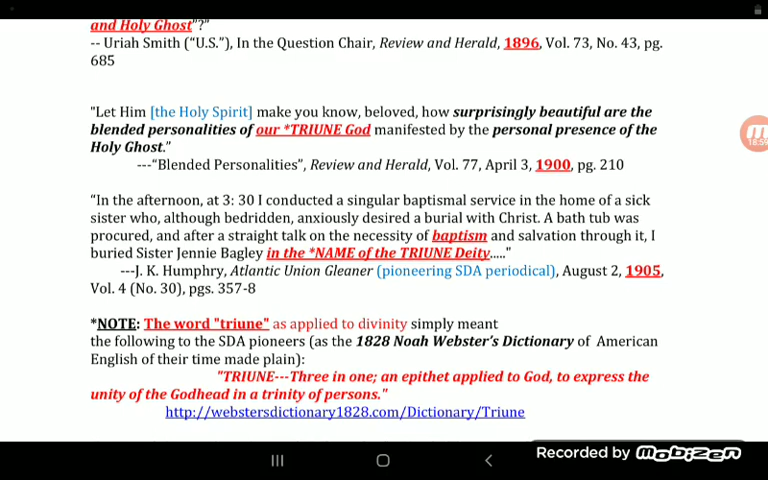 and Holy Ghost"?"
-- Uriah Smith ("U.S."), In the Question Chair, Review and Herald, 1896, Vol. 73, No. 43, pg.
685
"Let Him [the Holy Spirit] make you know, beloved, how surprisingly beautiful are the
blended personalities of our *TRIUNE God manifested by the personal presence of the
Holy Ghost."
---"Blended Personalities", Review and Herald, Vol. 77, April 3, 1900, pg. 210
"In the afternoon, at 3: 30 I conducted a singular baptismal service in the home of a sick
sister who, although bedridden, anxiously desired a burial with Christ. A bath tub was
procured, and after a straight talk on the necessity of baptism and salvation through it, I
buried Sister Jennie Bagley in the *NAME of the TRIUNE Deity....."
---J. K. Humphry, Atlantic Union Gleaner (pioneering SDA periodical), August 2, 1905,
Vol. 4 (No. 30), pgs. 357-8
*NOTE: The word "triune" as applied to divinity simply meant
the following to the SDA pioneers (as the 1828 Noah Webster's Dictionary of American
English of their time made plain):
"TRIUNE---Three in one; an epithet applied to God, to express the
unity of the Godhead in a trinity of persons."
http://webstersdictionary1828.com/Dictionary/Triune
18:59
Recorded by mobizen